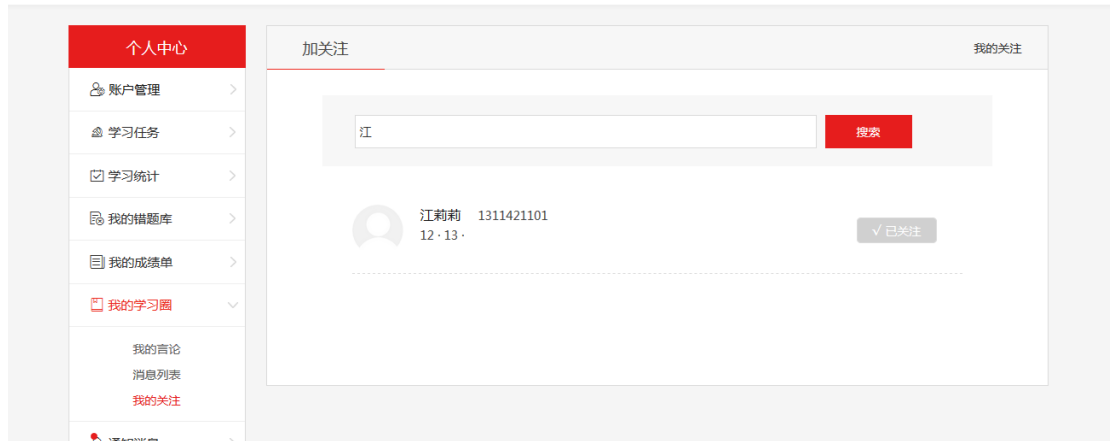 个人中心
账户管理
学习任务
学习统计
我的错题库
我的成绩单
我的学习圈
我的言论
消息列表
我的关注
加关注
我的关注
江
搜索
江莉莉 1311421101
12 · 13 ·
√ 已关注